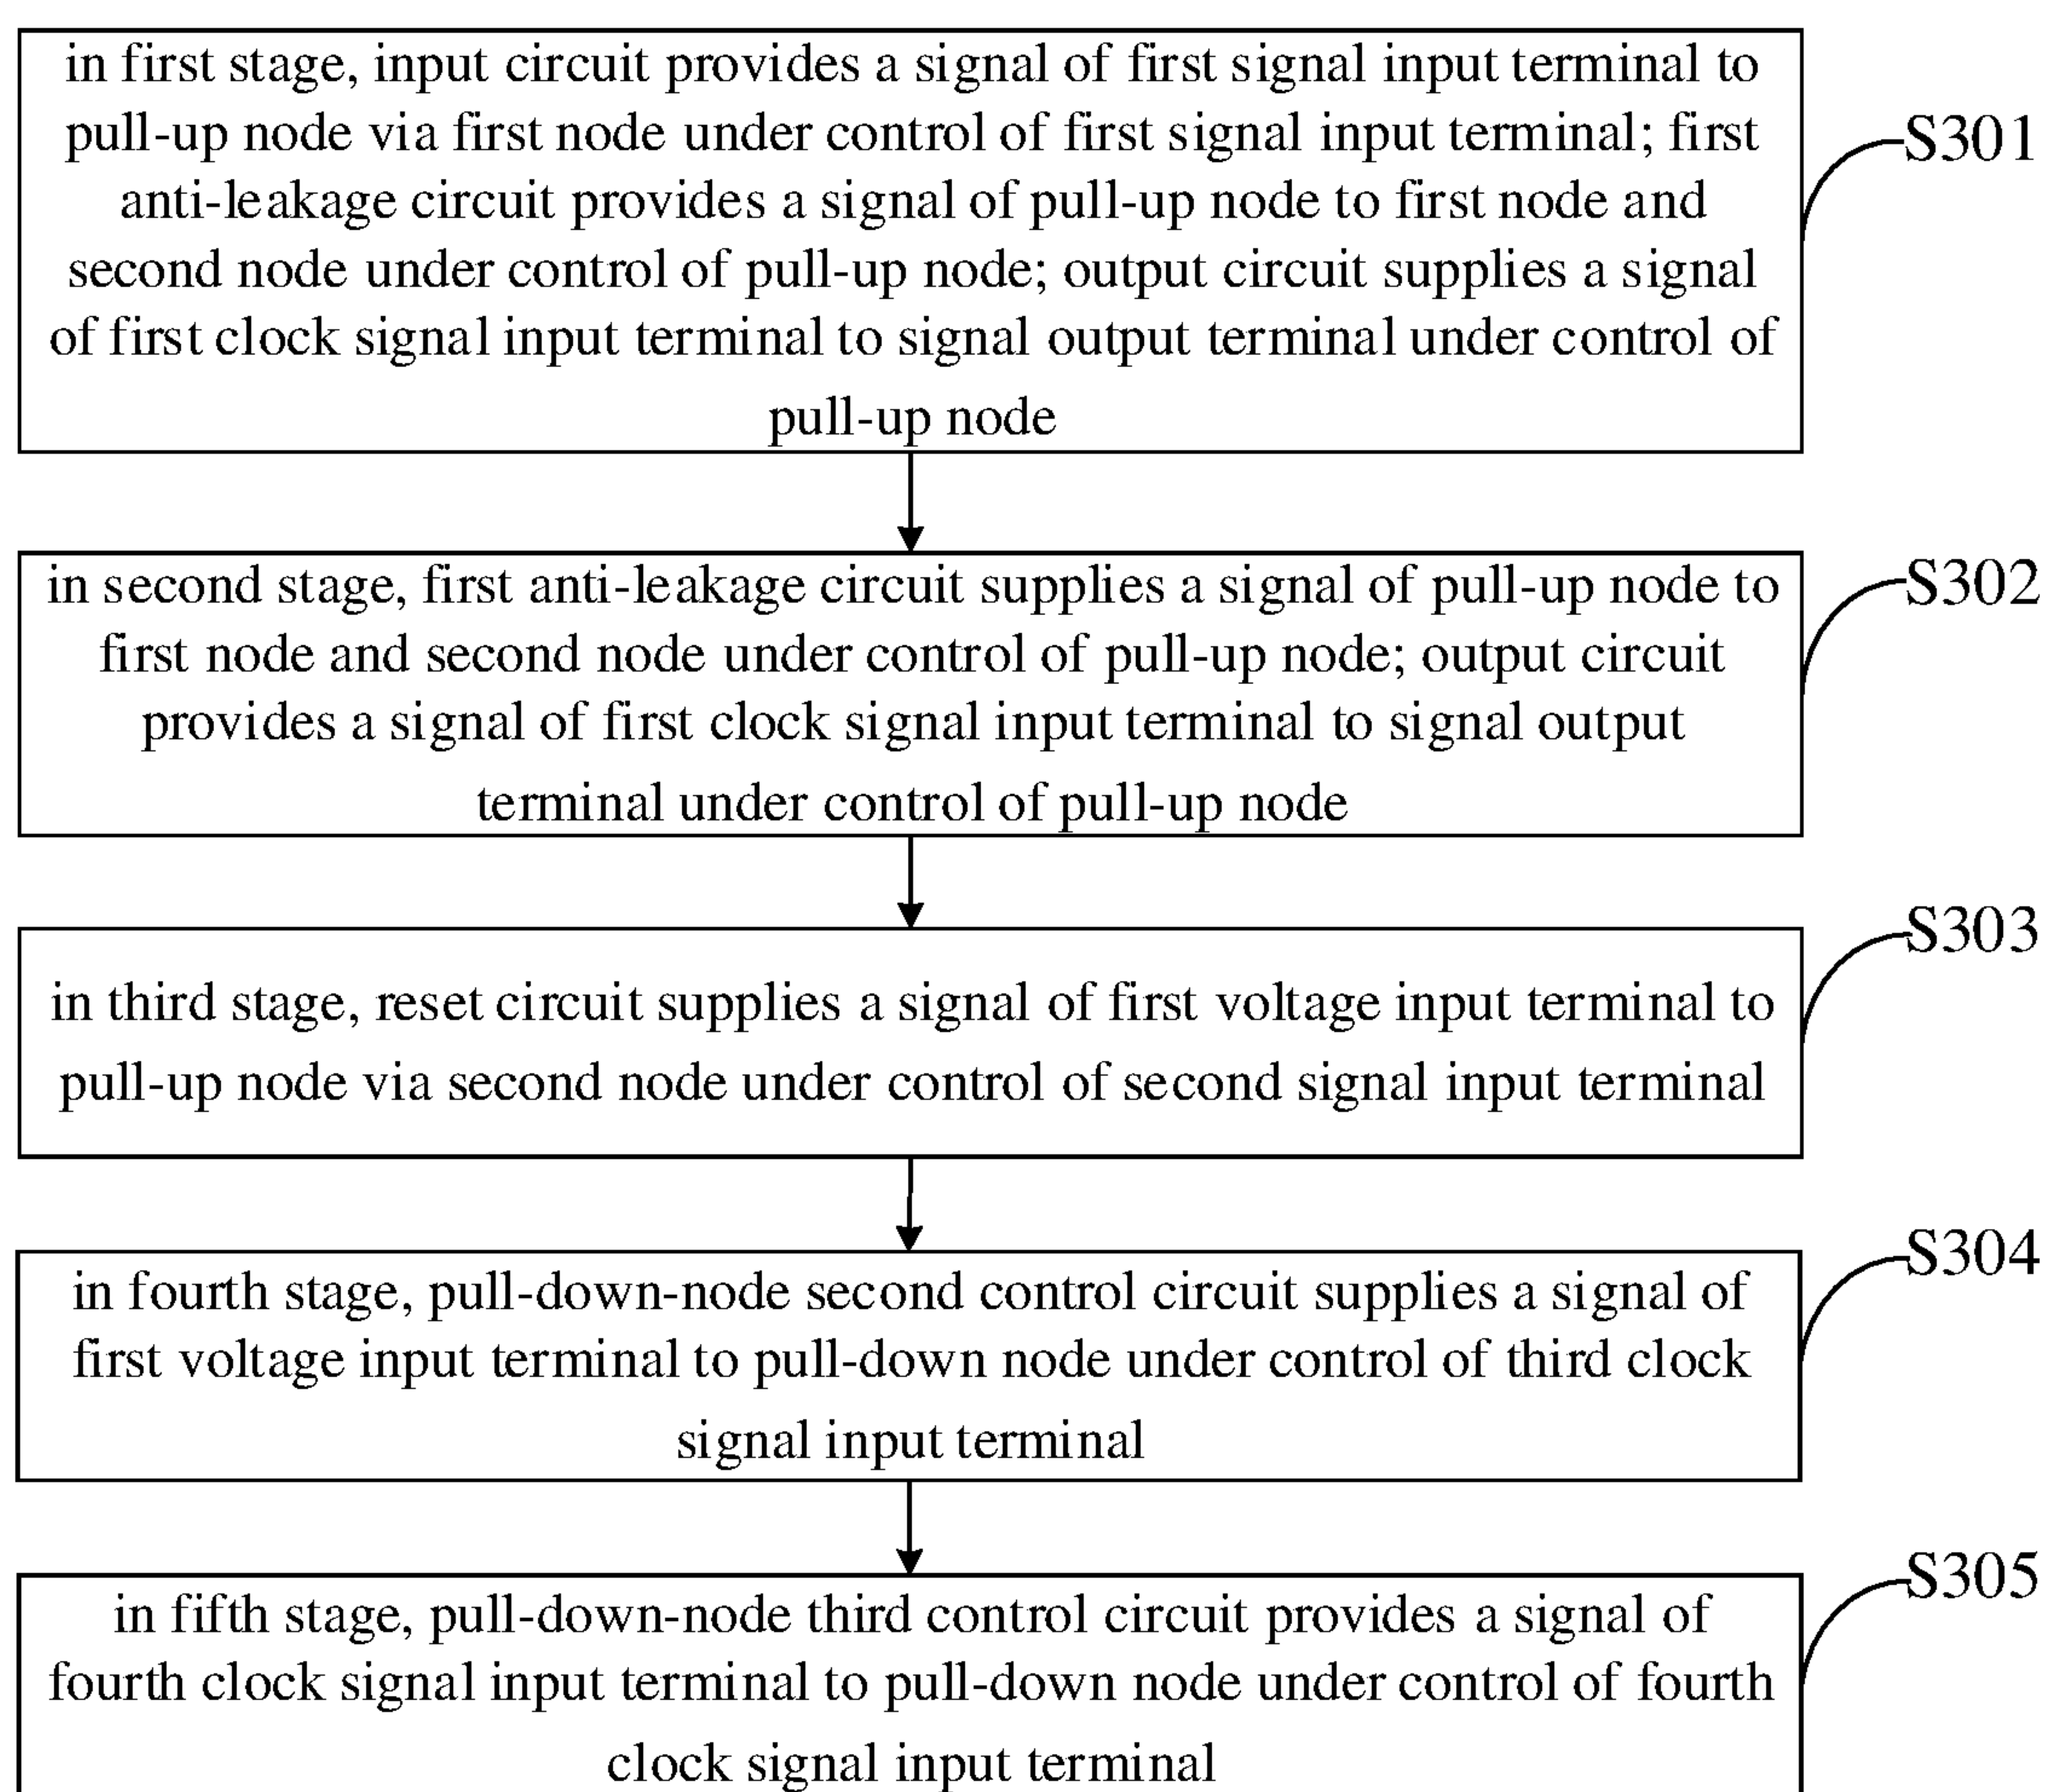 in first stage, input circuit provides a signal of first signal input terminal to
pull-up node via first node under control of first signal input terminal; first
anti-leakage circuit provides a signal of pull-up node to first node and
second node under control of pull-up node; output circuit supplies a signal
of first clock signal input terminal to signal output terminal under control of
pull-up node
S301
in second stage, first anti-leakage circuit supplies a signal of pull-up node to
first node and second node under control of pull-up node; output circuit
provides a signal of first clock signal input terminal to signal output
terminal under control of pull-up node
S302
in third stage, reset circuit supplies a signal of first voltage input terminal to
pull-up node via second node under control of second signal input terminal
S303
in fourth stage, pull-down-node second control circuit supplies a signal of
first voltage input terminal to pull-down node under control of third clock
signal input terminal
S304
in fifth stage, pull-down-node third control circuit provides a signal of
fourth clock signal input terminal to pull-down node under control of fourth
clock signal input terminal
S305